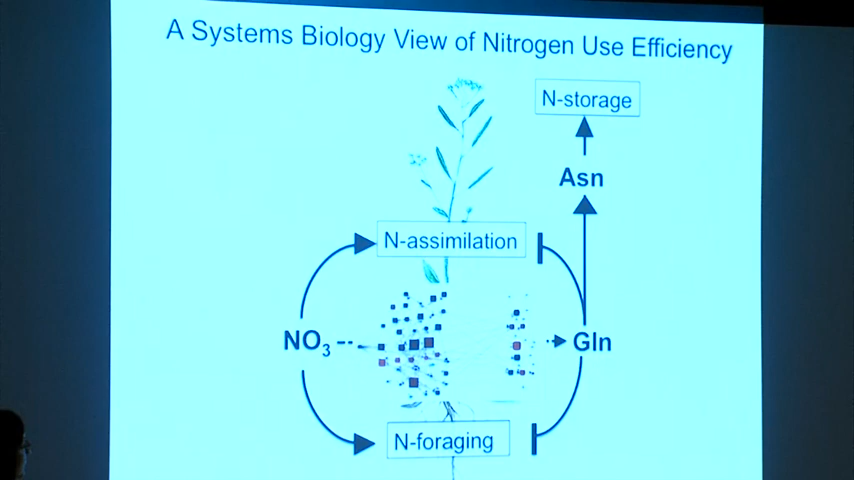 A Systems Biology View of Nitrogen Use Efficiency
N-storage
Asn
N-assimilation
NO3
Gln
N-foraging